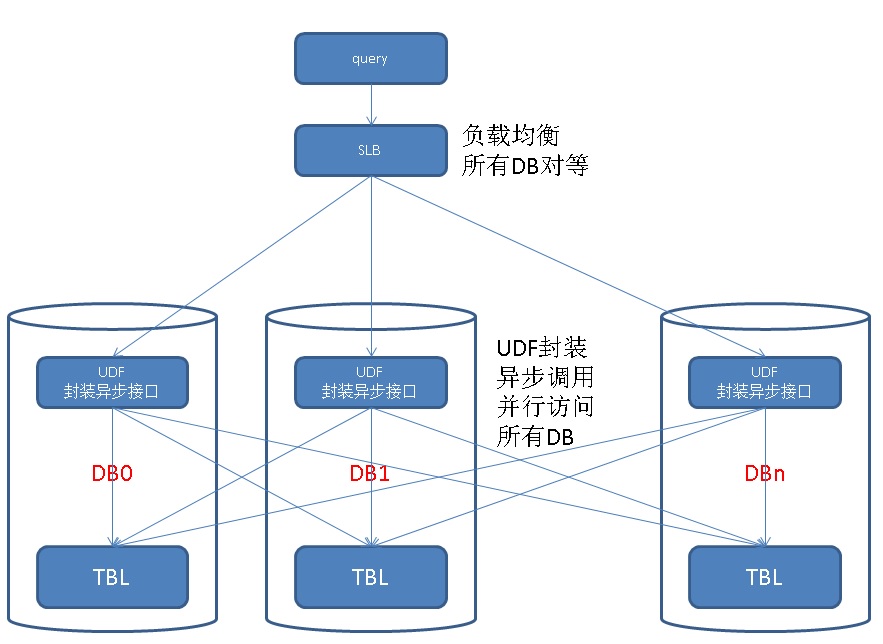 query
SLB
负载均衡
所有DB对等
UDF
封装异步接口
UDF
封装异步接口
UDF封装
异步调用
并行访问
所有DB
UDF
封装异步接口
DB0
DB1
DBn
TBL
TBL
TBL